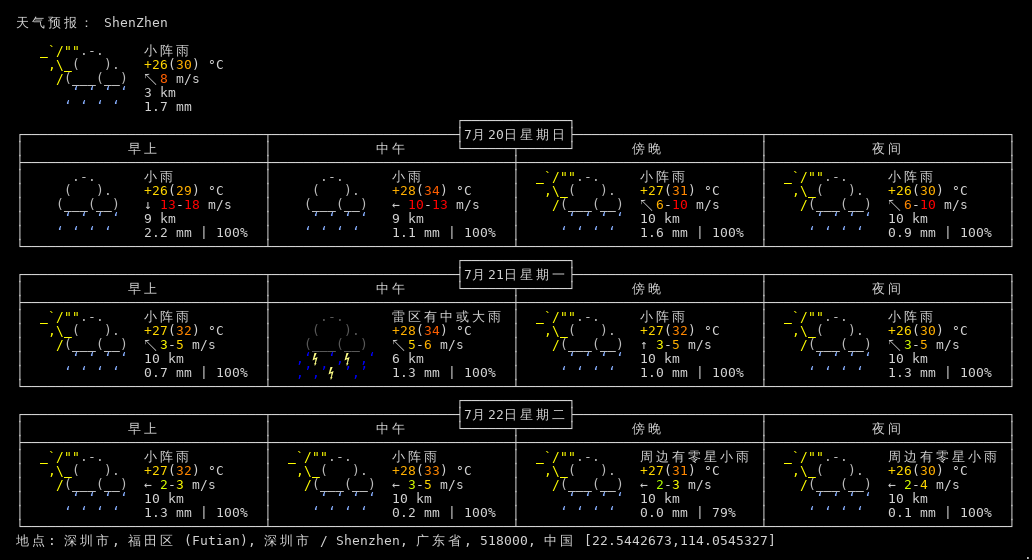 天气预报： ShenZhen
小阵雨
+26(30) °C
↖ 8 m/s
3 km
1.7 mm
7月20日星期日
早上 中午 傍晚 夜间
小雨 小雨 小阵雨 小阵雨
+26(29) °C +28(34) °C +27(31) °C +26(30) °C
↓ 13-18 m/s ← 10-13 m/s ↖ 6-10 m/s ↖ 6-10 m/s
9 km 9 km 10 km 10 km
2.2 mm | 100% 1.1 mm | 100% 1.6 mm | 100% 0.9 mm | 100%
7月21日星期一
早上 中午 傍晚 夜间
小阵雨 雷区有中或大雨 小阵雨 小阵雨
+27(32) °C +28(34) °C +27(32) °C +26(30) °C
↖ 3-5 m/s ↖ 5-6 m/s ↑ 3-5 m/s ↖ 3-5 m/s
10 km 6 km 10 km 10 km
0.7 mm | 100% 1.3 mm | 100% 1.0 mm | 100% 1.3 mm | 100%
7月22日星期二
早上 中午 傍晚 夜间
小阵雨 小阵雨 周边有零星小雨 周边有零星小雨
+27(32) °C +28(33) °C +27(31) °C +26(30) °C
← 2-3 m/s ← 3-5 m/s ← 2-3 m/s ← 2-4 m/s
10 km 10 km 10 km 10 km
1.3 mm | 100% 0.2 mm | 100% 0.0 mm | 79% 0.1 mm | 100%
地点: 深圳市, 福田区 (Futian), 深圳市 / Shenzhen, 广东省, 518000, 中国 [22.5442673,114.0545327]